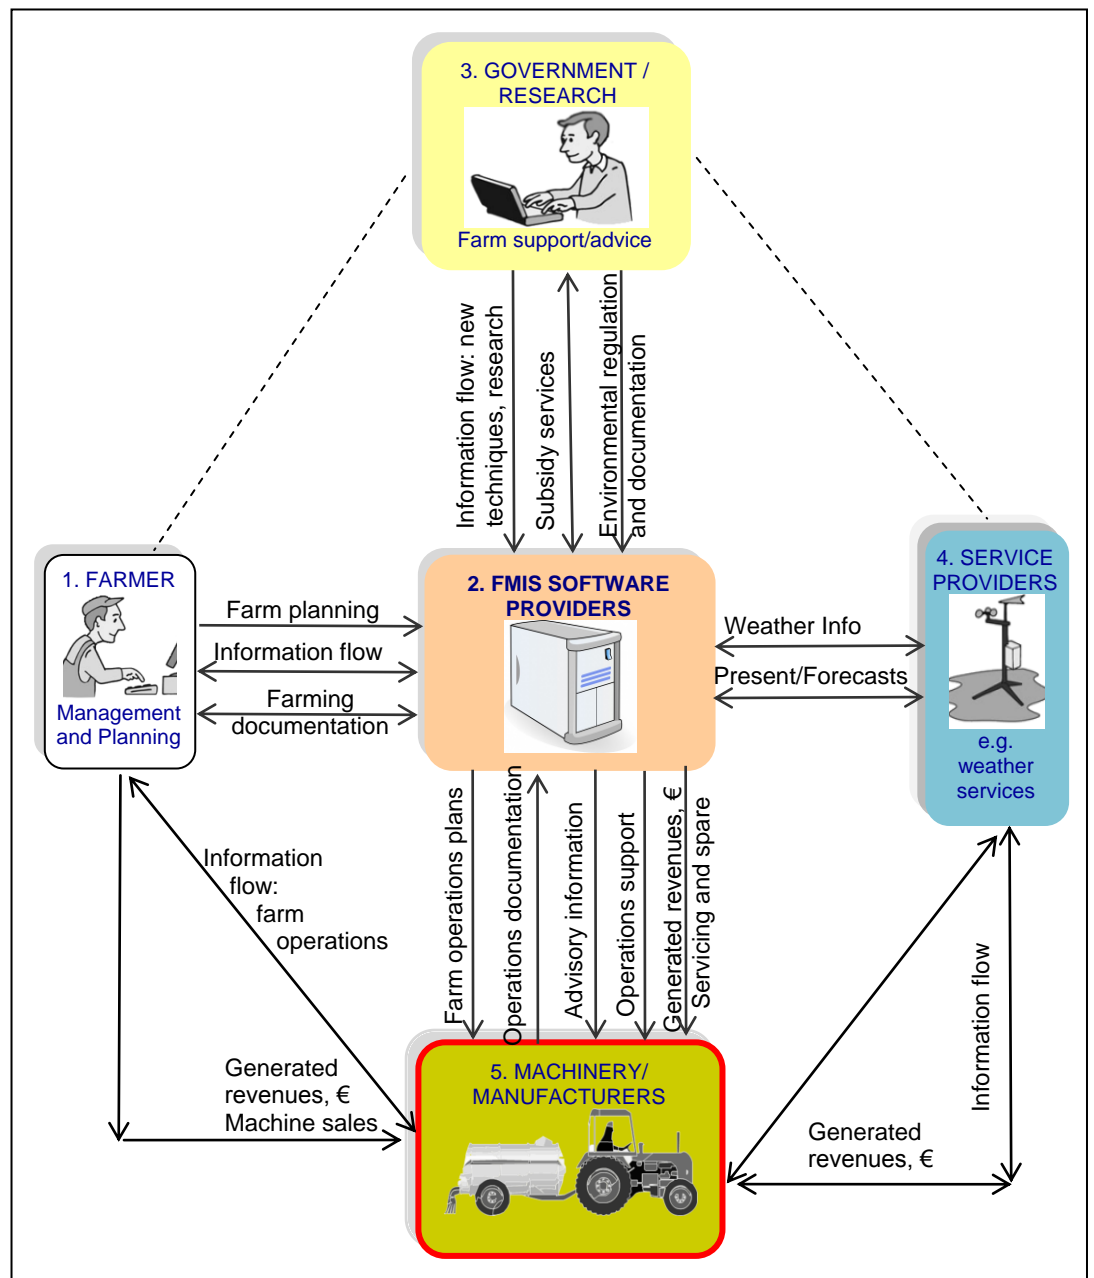 3. GOVERNMENT /
RESEARCH
Farm support/advice
Information flow: new
techniques, research
Subsidy services
Environmental regulation
and documentation
1. FARMER
Management
and Planning
Farm planning
Information flow
Farming
documentation
2. FMIS SOFTWARE
PROVIDERS
Weather Info
Present/Forecasts
4. SERVICE
PROVIDERS
e.g.
weather
services
Information
flow:
farm
operations
Farm operations plans
Operations documentation
Advisory information
Operations support
Generated revenues, €
Servicing and spare
Information flow
Generated
revenues, €
Machine sales
5. MACHINERY/
MANUFACTURERS
Generated
revenues, €